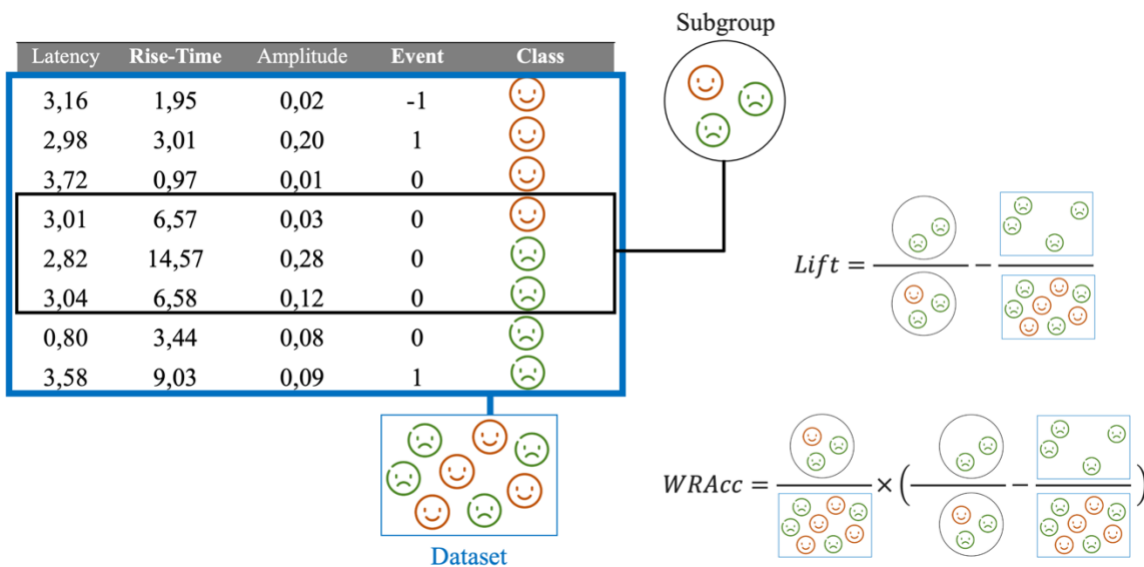 Subgroup
Latency Rise-Time Amplitude Event Class
3,16 1,95 0,02 -1
2,98 3,01 0,20 1
3,72 0,97 0,01 0
3,01 6,57 0,03 0
2,82 14,57 0,28 0
3,04 6,58 0,12 0
0,80 3,44 0,08 0
3,58 9,03 0,09 1
Lift = −
WRAcc = × ( − )
Dataset